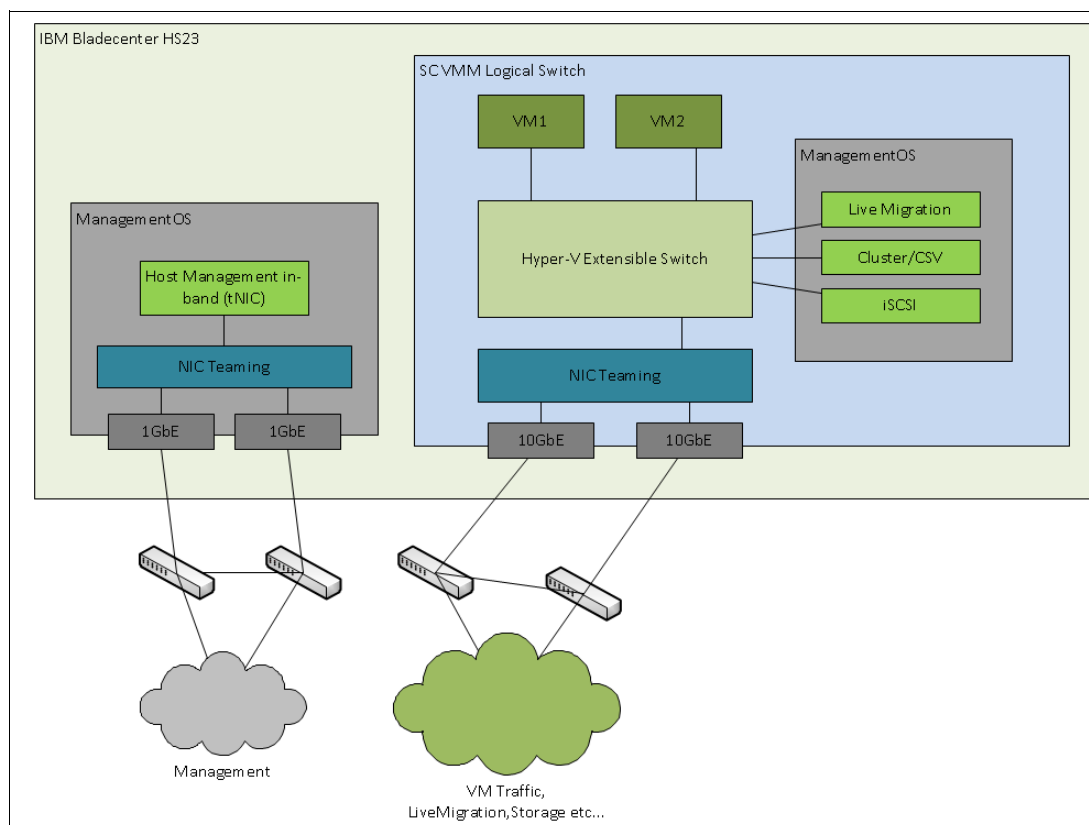 IBM Bladecenter HS23
SCVMM Logical Switch
VM1
VM2
ManagementOS
Live Migration
Cluster/CSV
iSCSI
Hyper-V Extensible Switch
NIC Teaming
10GbE
10GbE
ManagementOS
Host Management in-
band (tNIC)
NIC Teaming
1GbE
1GbE
Management
VM Traffic,
LiveMigration,Storage etc...